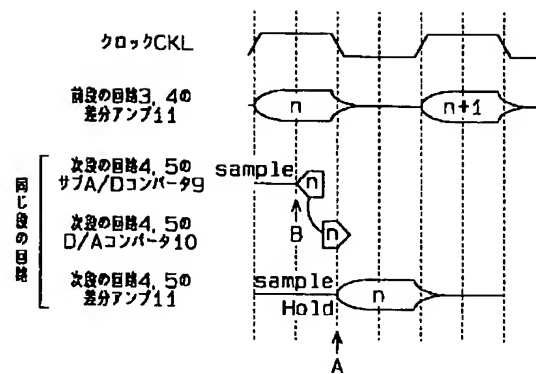 クロックCKL
前段の回路3, 4の
差分アンプ11
n
n+1
同じ段の回路
次段の回路4, 5の
サブA/Dコンバータ9
sample
n
B
次段の回路4, 5の
D/Aコンバータ10
n
次段の回路4, 5の
差分アンプ11
sample
Hold
n
A